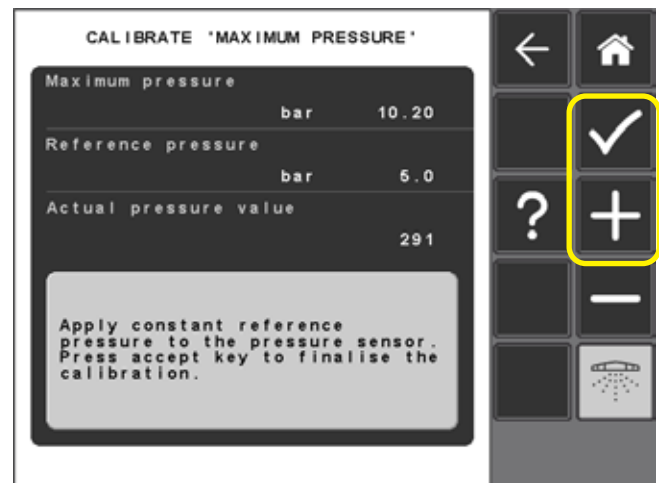 CALIBRATE 'MAXIMUM PRESSURE'
Maximum pressure
bar 10.20
Reference pressure
bar 5.0
Actual pressure value
291
?
Apply constant reference
pressure to the pressure sensor.
Press accept key to finalise the
calibration.